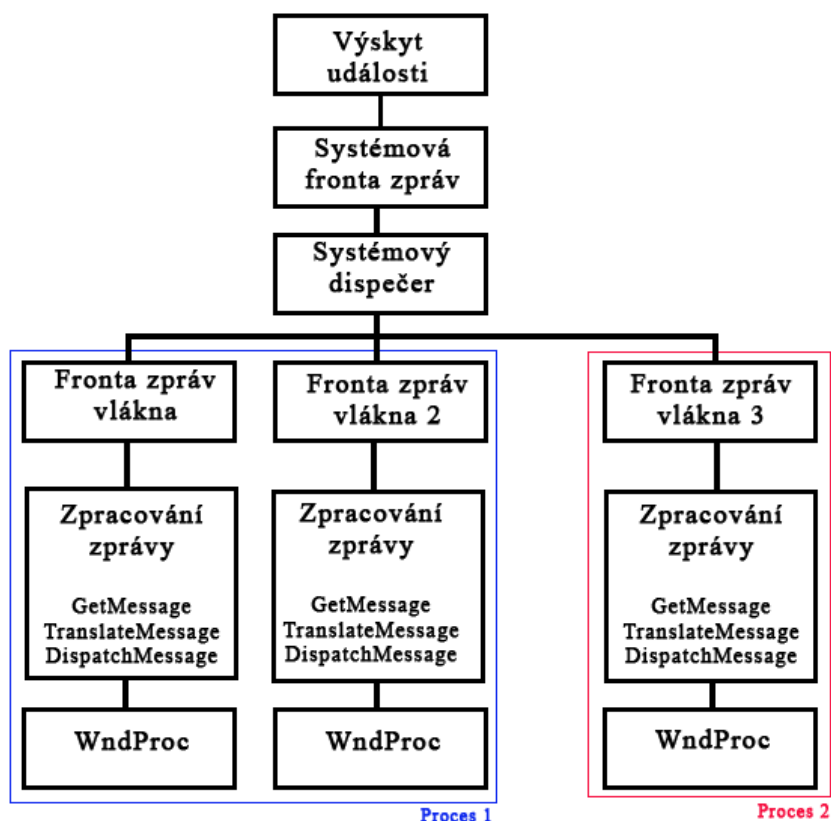 Výskyt
události
Systémová
fronta zpráv
Systémový
dispečer
Fronta zpráv
vlákna
Fronta zpráv
vlákna 2
Fronta zpráv
vlákna 3
Zpracování
zprávy
GetMessage
TranslateMessage
DispatchMessage
Zpracování
zprávy
GetMessage
TranslateMessage
DispatchMessage
Zpracování
zprávy
GetMessage
TranslateMessage
DispatchMessage
WndProc
WndProc
WndProc
Proces 1
Proces 2